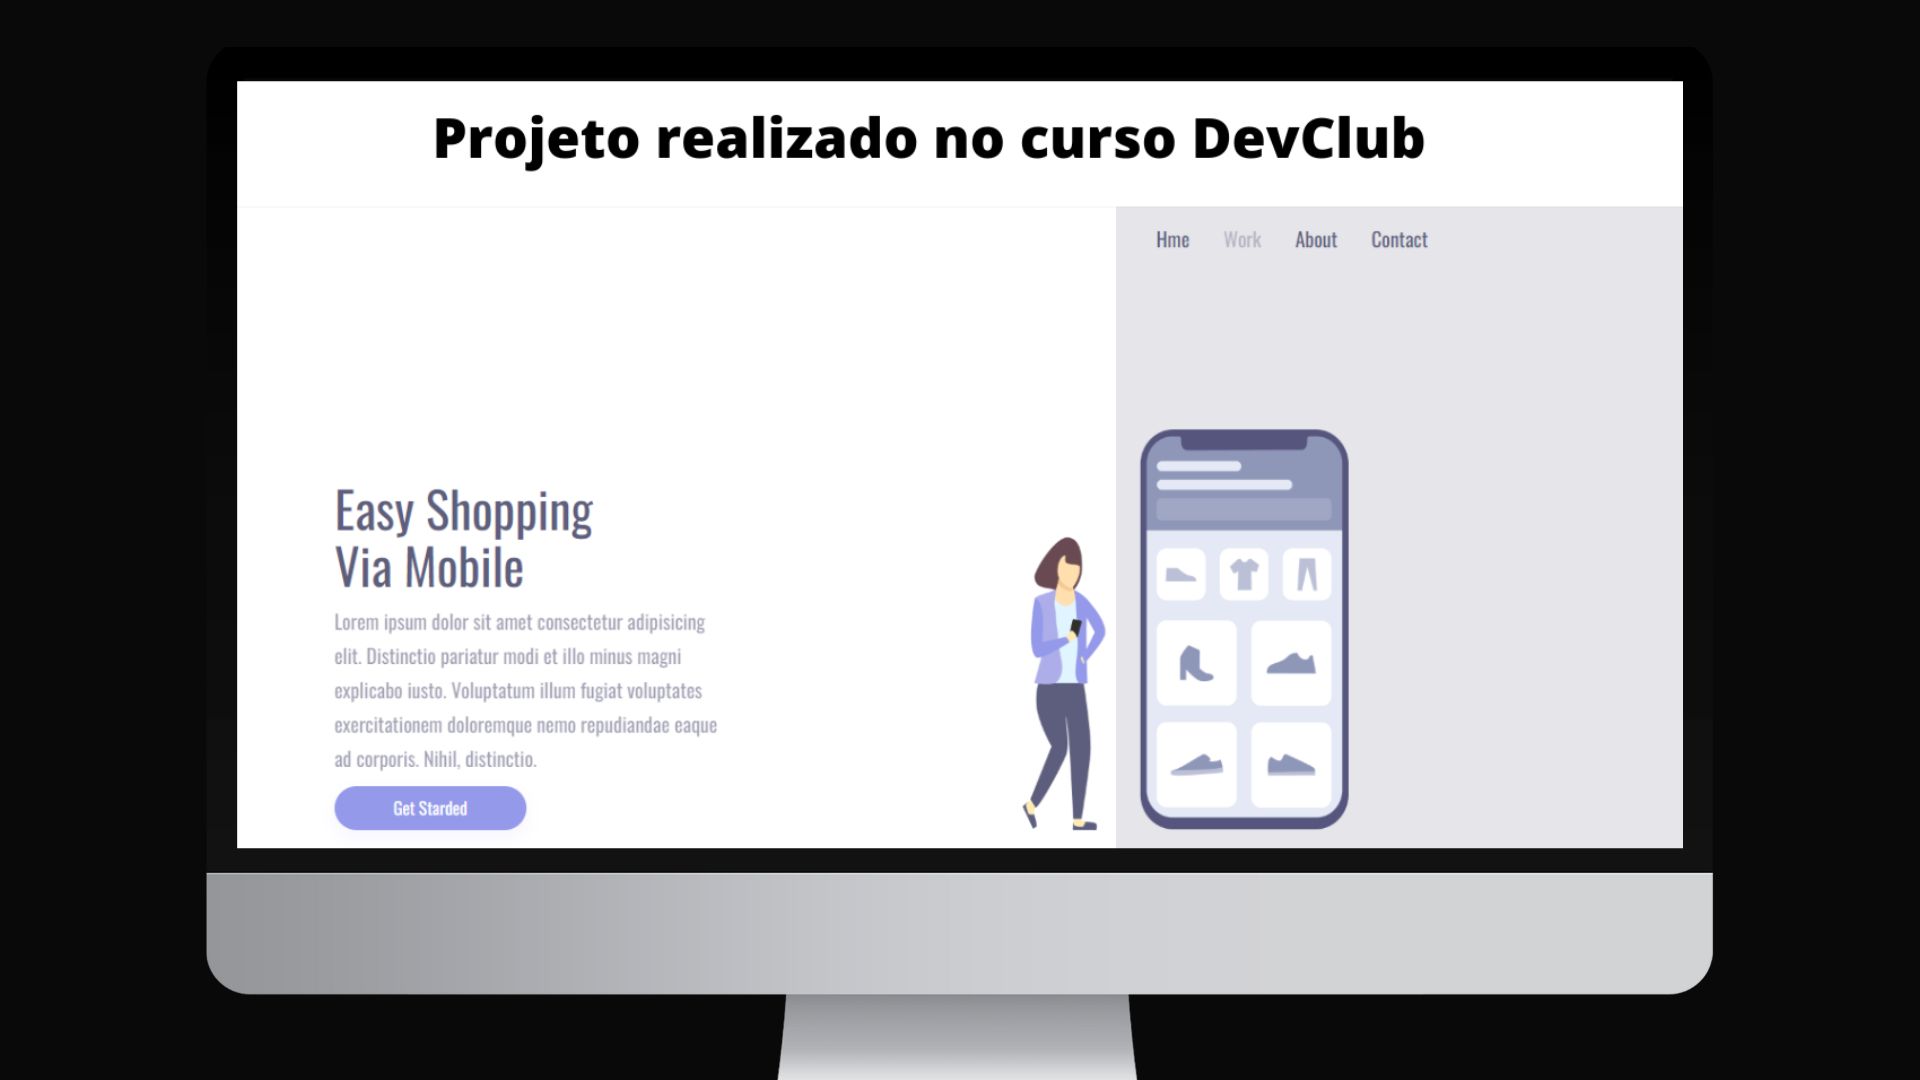 Projeto realizado no curso DevClub
Hme Work About Contact
Easy Shopping
Via Mobile
Lorem ipsum dolor sit amet consectetur adipisicing
elit. Distinctio pariatur modi et illo minus magni
explicabo iusto. Voluptatum illum fugiat voluptates
exercitationem doloremque nemo repudiandae eaque
ad corporis. Nihil, distinctio.
Get Starded